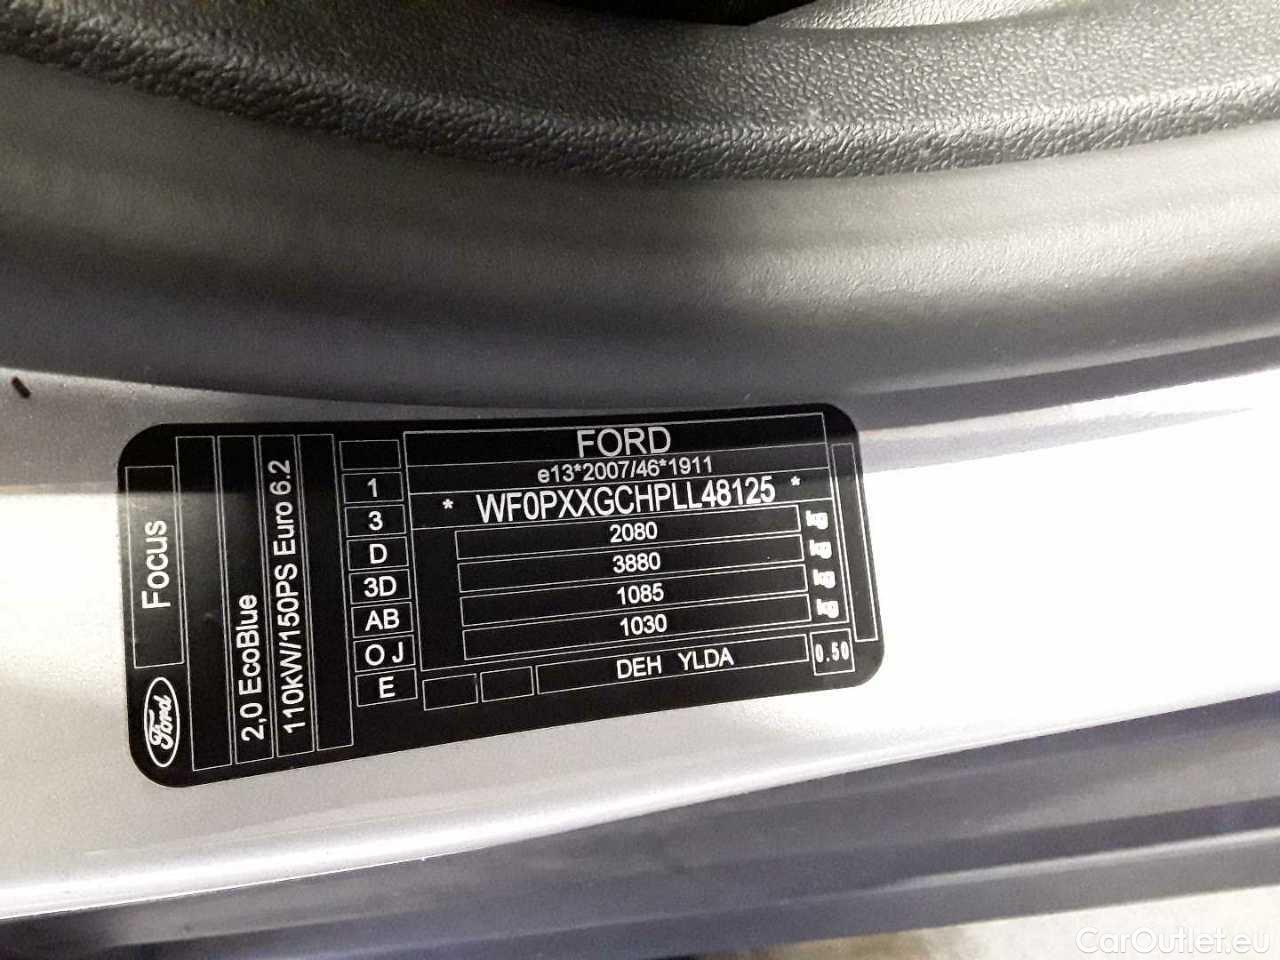 FORD
e13*2007/46*1911
* WF0PXXGCHPLL48125 *
2080 kg
3880 kg
1085 kg
1030 kg
DEH YLDA
0.50
1
3
D
3D
AB
O J
E
Focus
2,0 EcoBlue
110kW/150PS Euro 6.2
Ford
CarOutlet.eu